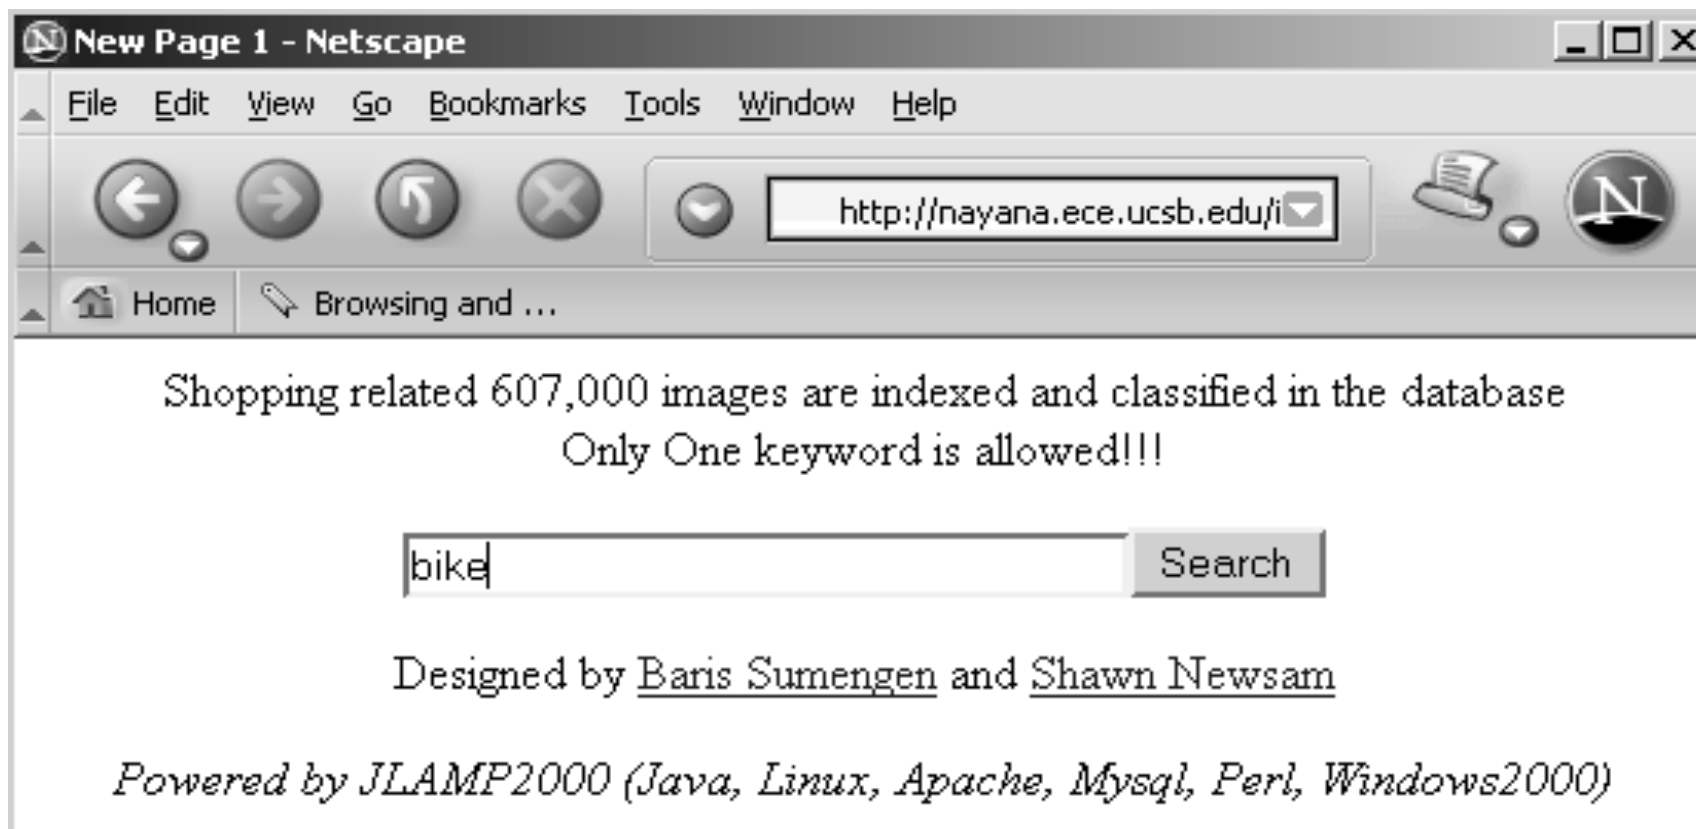 New Page 1 - Netscape
File Edit View Go Bookmarks Tools Window Help
http://nayana.ece.ucsb.edu/i
N
Home Browsing and ...
Shopping related 607,000 images are indexed and classified in the database
Only One keyword is allowed!!!
bike Search
Designed by Baris Sumengen and Shawn Newsam
Powered by JLAMP2000 (Java, Linux, Apache, Mysql, Perl, Windows2000)